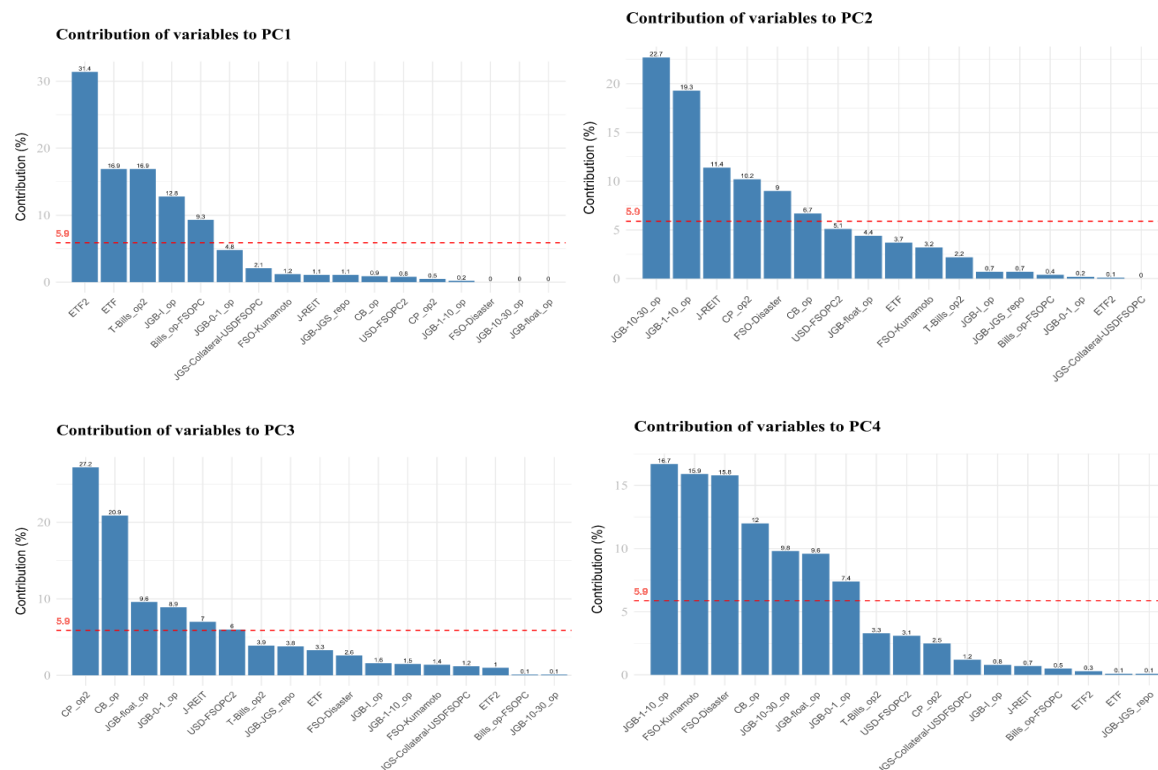 Contribution of variables to PC1
Contribution (%)
30
20
10
0
5.9
31.4
16.9
16.9
12.8
9.3
4.8
2.1
1.2
1.1
1.1
0.9
0.8
0.5
0.2
0
0
0
ETF2
ETF
T-Bills_op2
JGB-I_op
Bills_op-FSOPC
JGB-0-1_op
JGS-Collateral-USDFSOPC
FSO-Kumamoto
J-REIT
JGB-JGS_repo
CB_op
USD-FSOPC2
CP_op2
JGB-1-10_op
FSO-Disaster
JGB-10-30_op
JGB-float_op
Contribution of variables to PC2
Contribution (%)
20
15
10
5
0
5.9
22.7
19.3
11.4
10.2
9
6.7
5.1
4.4
3.7
3.2
2.2
0.7
0.7
0.4
0.2
0.1
0
JGB-10-30_op
JGB-1-10_op
J-REIT
CP_op2
FSO-Disaster
CB_op
USD-FSOPC2
JGB-float_op
ETF
FSO-Kumamoto
T-Bills_op2
JGB-I_op
JGB-JGS_repo
Bills_op-FSOPC
JGB-0-1_op
ETF2
JGS-Collateral-USDFSOPC
Contribution of variables to PC3
Contribution (%)
20
10
0
5.9
27.2
20.9
9.6
8.9
7
6
3.9
3.8
3.3
2.6
1.6
1.5
1.4
1.2
1
0.1
0.1
CP_op2
CB_op
JGB-float_op
JGB-0-1_op
J-REIT
USD-FSOPC2
T-Bills_op2
JGB-JGS_repo
ETF
FSO-Disaster
JGB-I_op
JGB-1-10_op
FSO-Kumamoto
JGS-Collateral-USDFSOPC
ETF2
Bills_op-FSOPC
JGB-10-30_op
Contribution of variables to PC4
Contribution (%)
15
10
5
0
5.9
16.7
15.9
15.8
12
9.8
9.6
7.4
3.3
3.1
2.5
1.2
0.8
0.7
0.5
0.3
0.1
0.1
JGB-1-10_op
FSO-Kumamoto
FSO-Disaster
CB_op
JGB-10-30_op
JGB-float_op
JGB-0-1_op
T-Bills_op2
USD-FSOPC2
CP_op2
JGS-Collateral-USDFSOPC
JGB-I_op
J-REIT
Bills_op-FSOPC
ETF2
ETF
JGB-JGS_repo